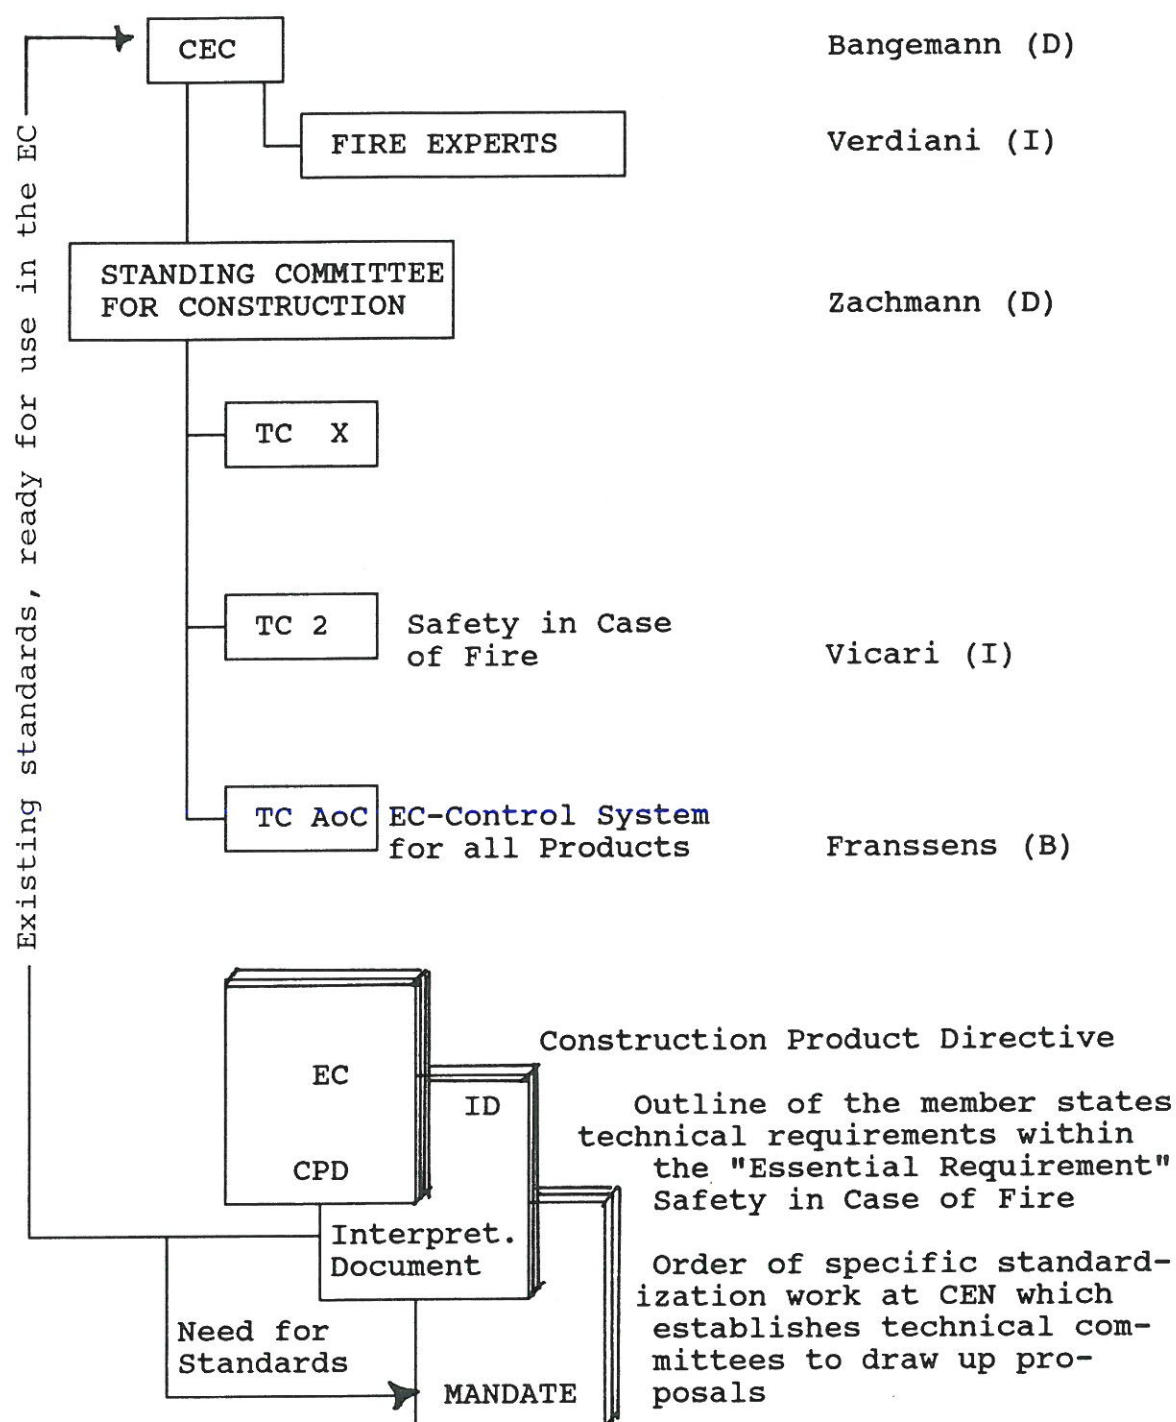 CEC
Bangemann (D)
FIRE EXPERTS
Verdiani (I)
STANDING COMMITTEE
FOR CONSTRUCTION
Zachmann (D)
TC X
TC 2
Safety in Case
of Fire
Vicari (I)
TC AoC
EC-Control System
for all Products
Franssens (B)
Existing standards, ready for use in the EC
EC
CPD
ID
Interpret.
Document
Construction Product Directive
Outline of the member states
technical requirements within
the "Essential Requirement"
Safety in Case of Fire
Order of specific standard-
ization work at CEN which
establishes technical com-
mittees to draw up pro-
posals
Need for
Standards
MANDATE